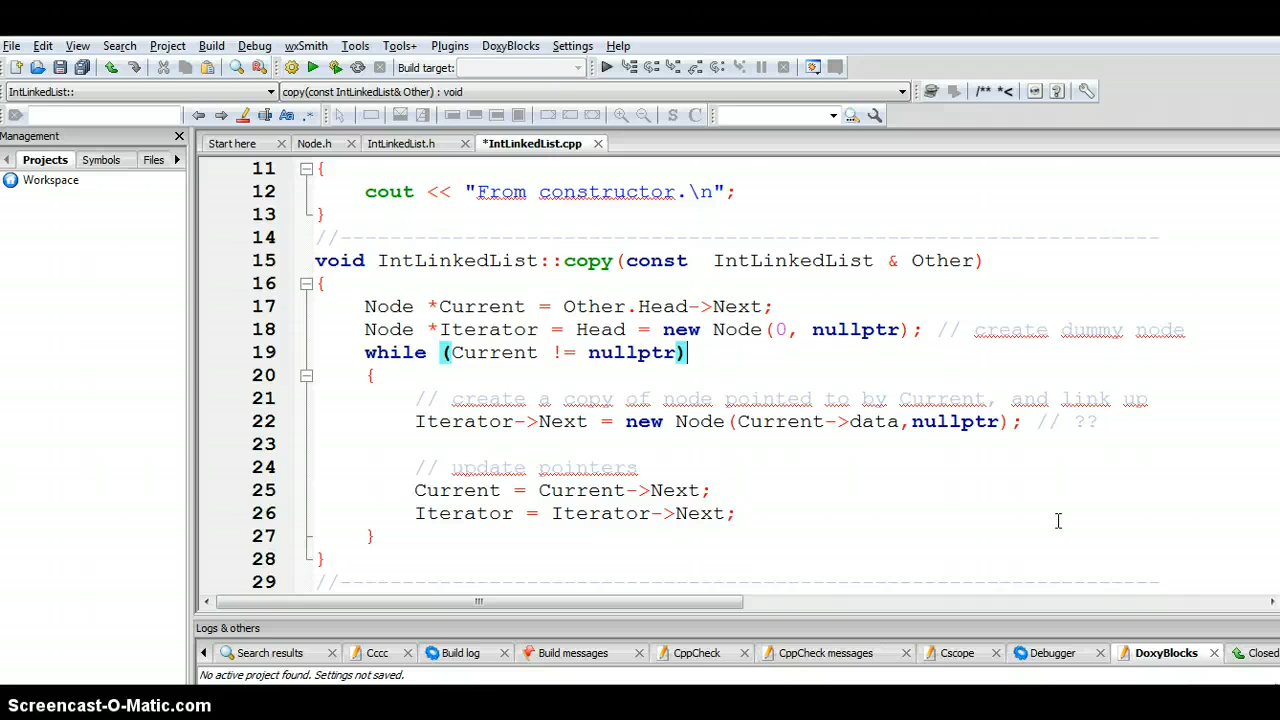 File Edit View Search Project Build Debug wxSmith Tools Tools+ Plugins DoxyBlocks Settings Help
Build target:
IntLinkedList:: copy(const IntLinkedList& Other) : void /** *<
Aa .* S C
Management
Projects Symbols Files
Workspace
Start here Node.h IntLinkedList.h *IntLinkedList.cpp
11 {
12 cout << "From constructor.\n";
13 }
14 //------------------------------------------------------------------
15 void IntLinkedList::copy(const IntLinkedList & Other)
16 {
17 Node *Current = Other.Head->Next;
18 Node *Iterator = Head = new Node(0, nullptr); // create dummy node
19 while (Current != nullptr)
20 {
21 // create a copy of node pointed to by Current, and link up
22 Iterator->Next = new Node(Current->data,nullptr); // ??
23
24 // update pointers
25 Current = Current->Next;
26 Iterator = Iterator->Next;
27 }
28 }
29 //------------------------------------------------------------------
Logs & others
Search results Cccc Build log Build messages CppCheck CppCheck messages Cscope Debugger DoxyBlocks Closed
No active project found. Settings not saved.
Screencast-O-Matic.com